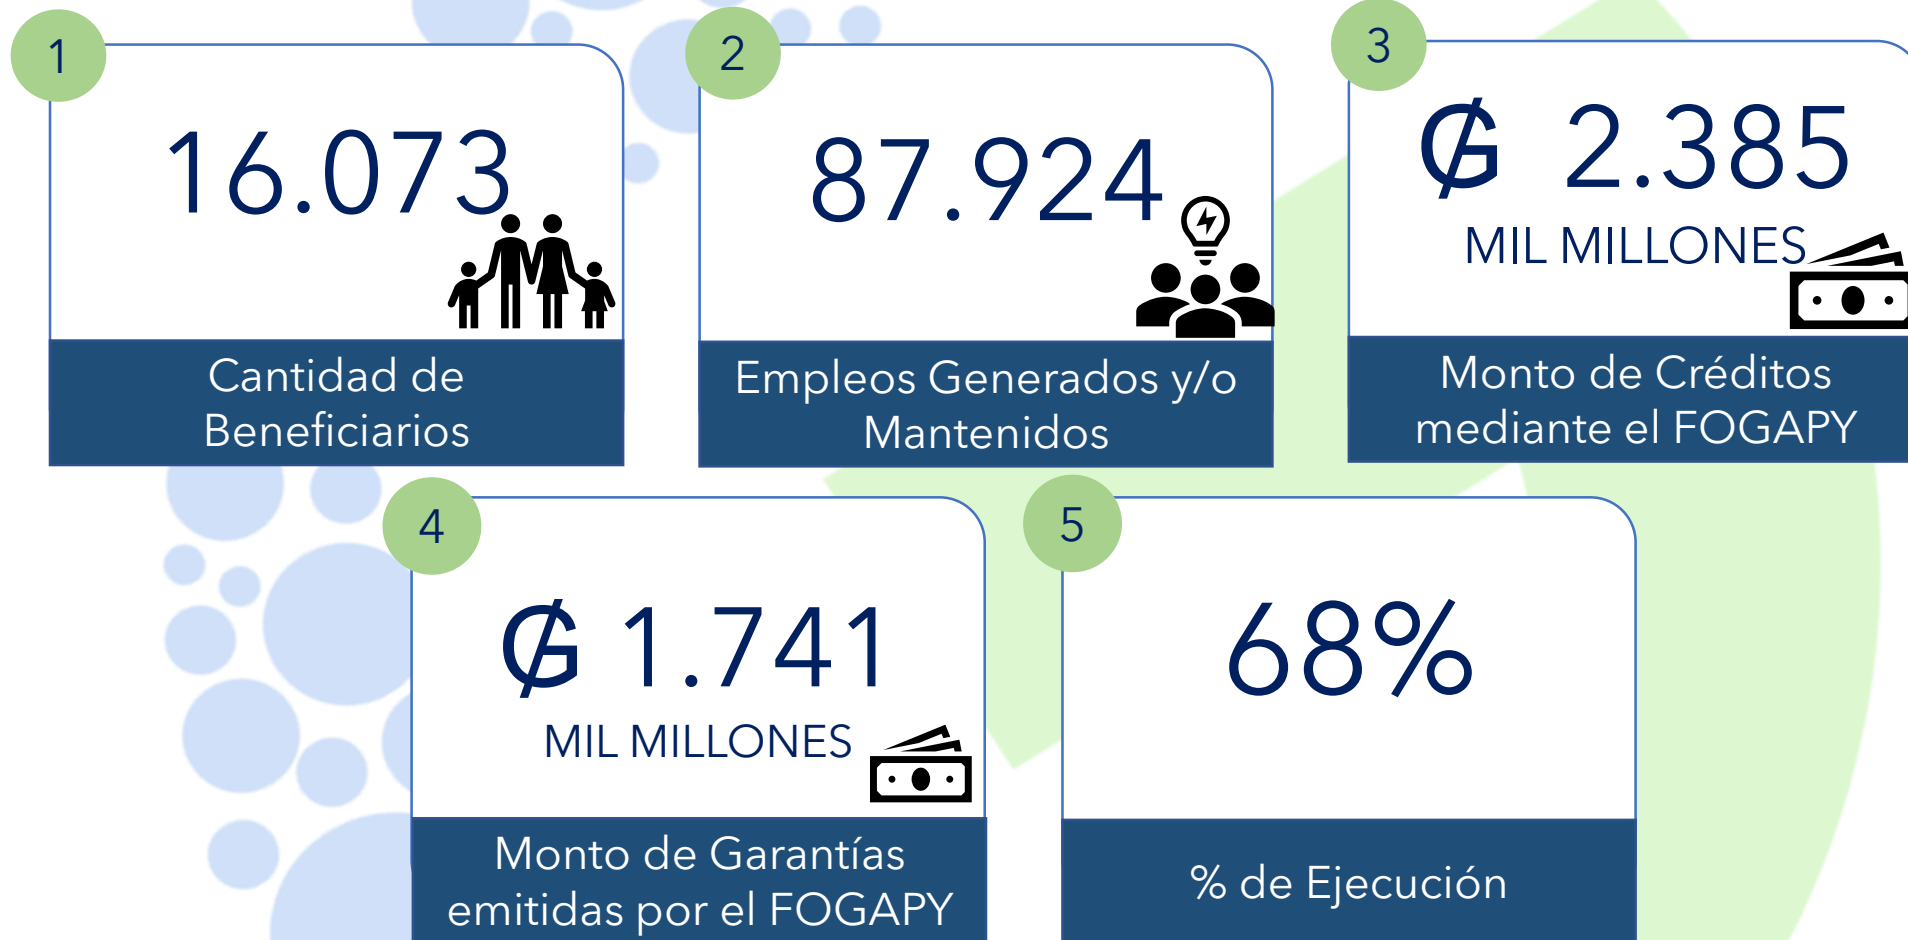 1
16.073
Cantidad de
Beneficiarios
2
87.924
Empleos Generados y/o
Mantenidos
3
₲ 2.385
MIL MILLONES
Monto de Créditos
mediante el FOGAPY
4
₲ 1.741
MIL MILLONES
Monto de Garantías
emitidas por el FOGAPY
5
68%
% de Ejecución